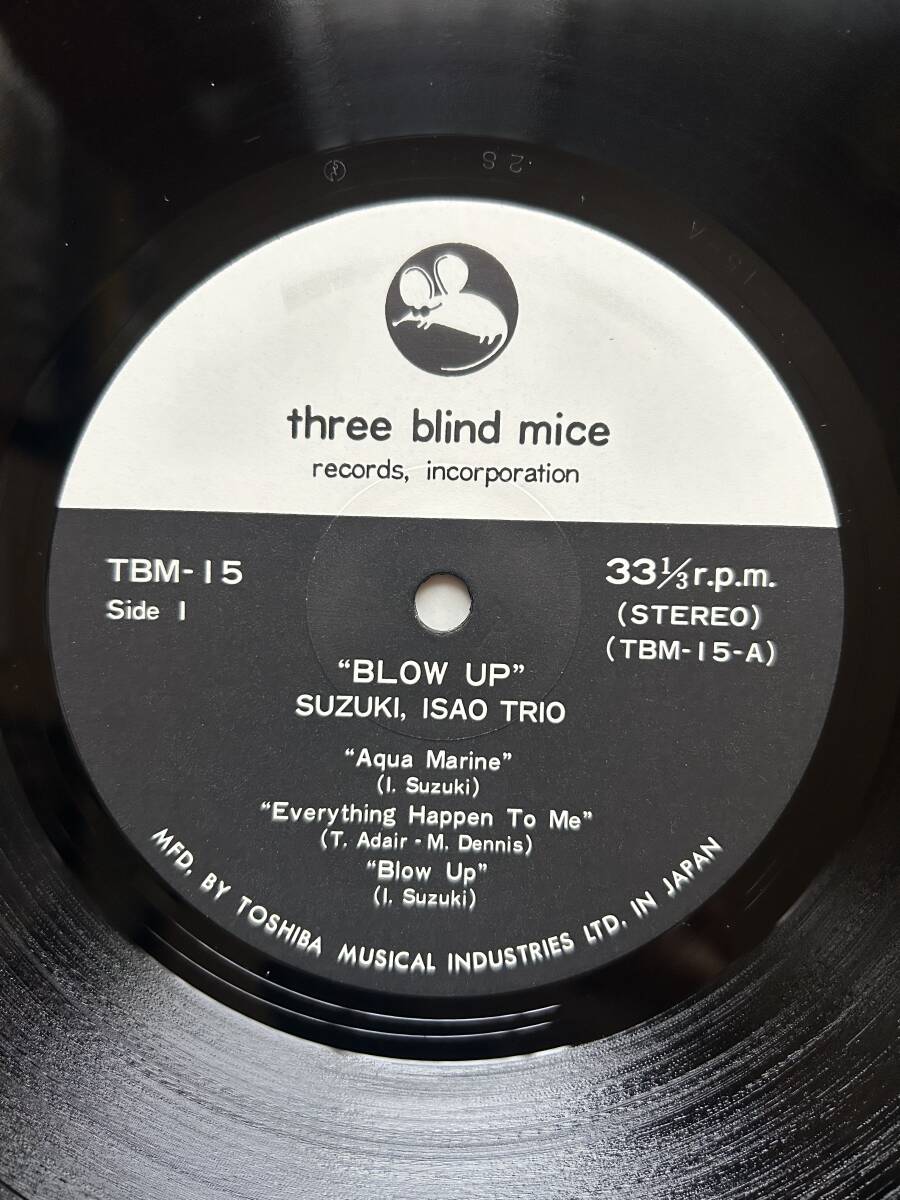 three blind mice
records, incorporation
TBM-15
Side 1
33 1/3 r.p.m.
(STEREO)
(TBM-15-A)
"BLOW UP"
SUZUKI, ISAO TRIO
"Aqua Marine"
(I. Suzuki)
"Everything Happen To Me"
(T. Adair - M. Dennis)
"Blow Up"
(I. Suzuki)
MFD. BY TOSHIBA MUSICAL INDUSTRIES LTD. IN JAPAN